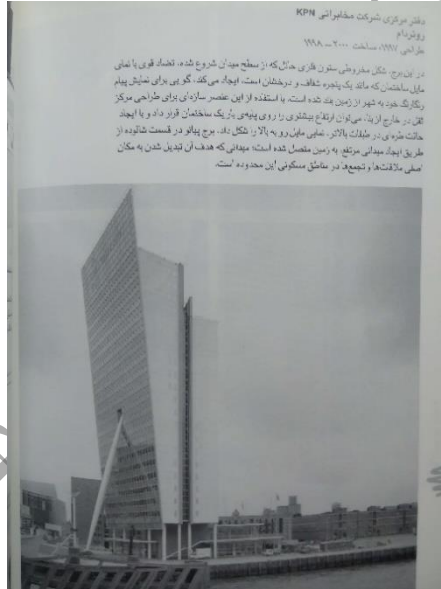 دفتر مرکزی شرکت مخابراتی KPN
روتردام
طراحی ۱۹۹۷، ساخت ۲۰۰۰-۱۹۹۸
در این برج، شکل مخروطی ستون فلزی حائل که از سطح میدان شروع شده، تضاد قوی با نمای
مایل ساختمان که مانند یک پنجره شفاف و درخشان است، ایجاد می‌کند، گویی برای نمایش پیام
رنگارنگ خود به شهر از زمین بلند شده است. با استفاده از این عنصر سازه‌ای برای طراحی مرکز
ثقل در خارج از بنا، می‌توان ارتفاع بیشتری را روی پایه‌ی باریک ساختمان قرار داد و با ایجاد
حالت طره‌ای در طبقات بالاتر، نمایی مایل رو به بالا را شکل داد. برج پیانو در قسمت شالوده از
طریق ایجاد میدانی مرتفع، به زمین متصل شده است؛ میدانی که هدف آن تبدیل شدن به مکان
اصلی ملاقات‌ها و تجمع‌ها در مناطق مسکونی این محدوده است.